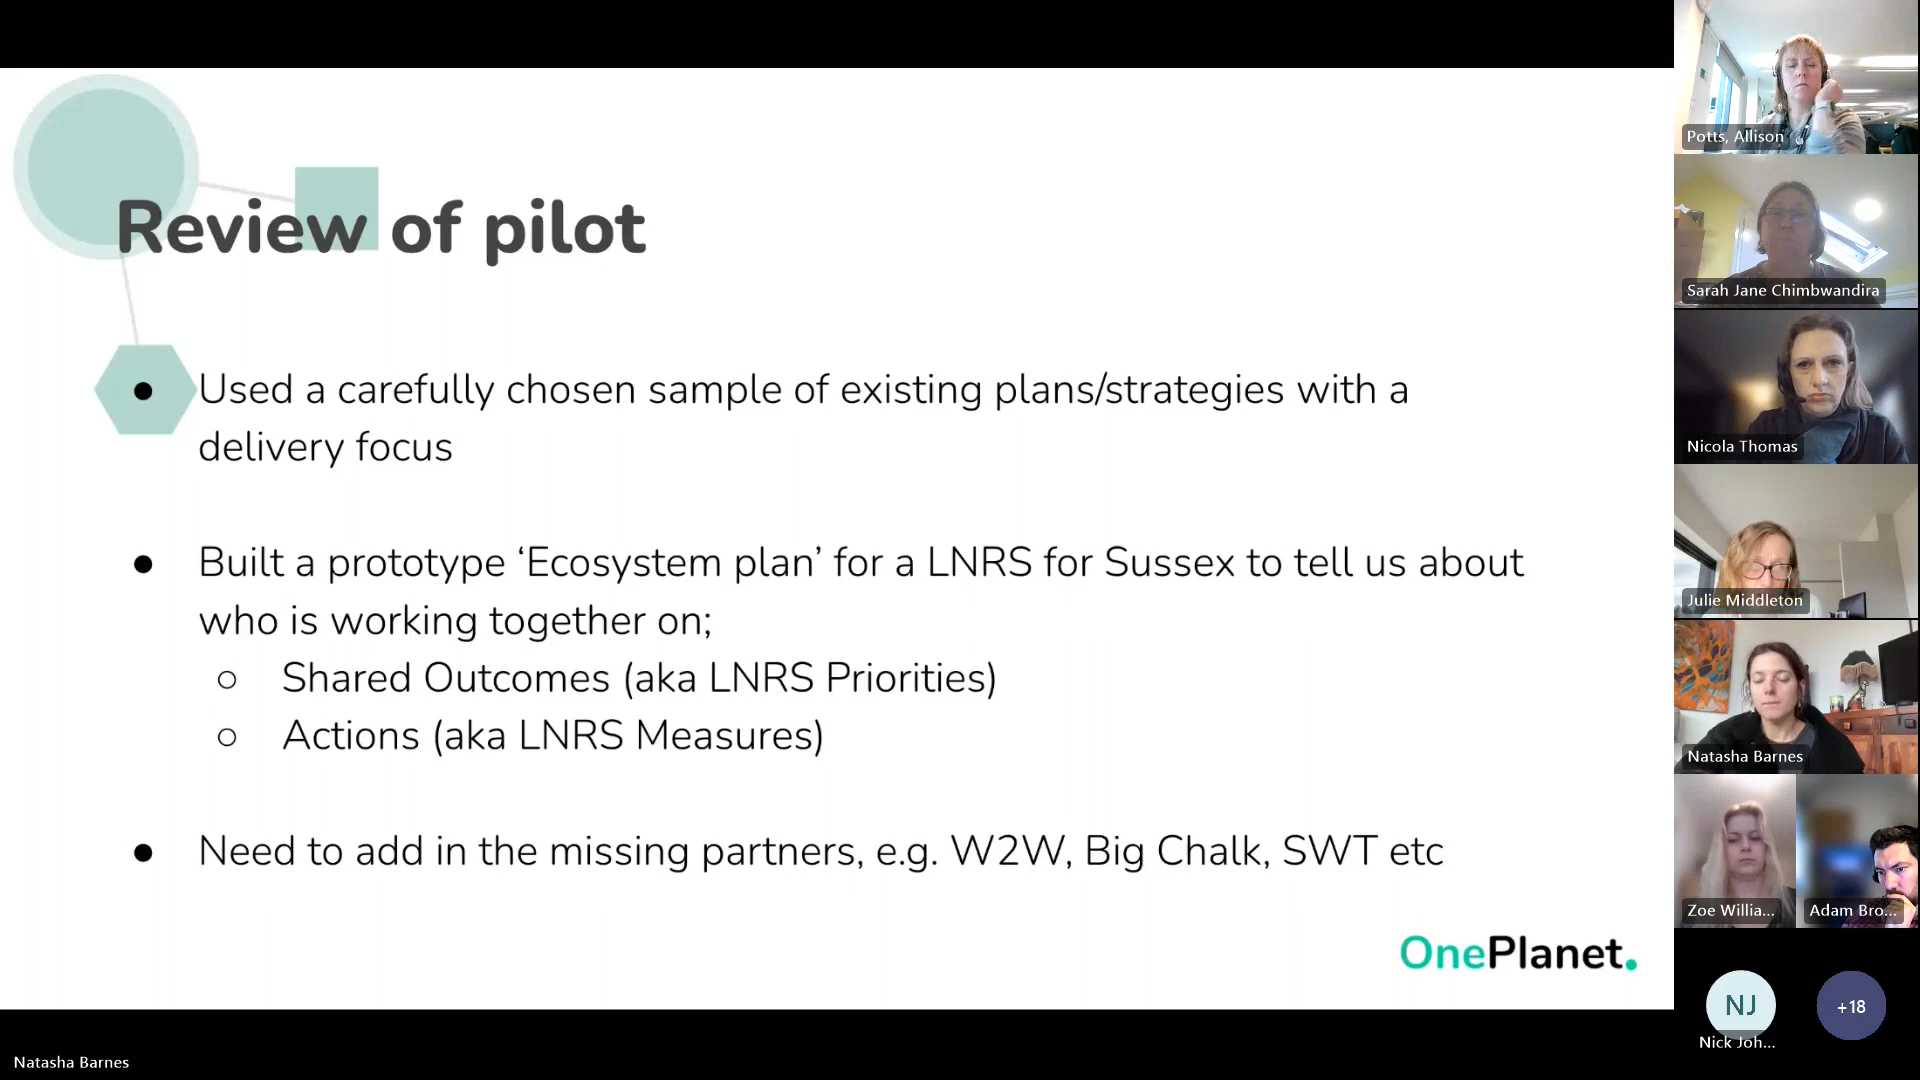 Review of pilot
● Used a carefully chosen sample of existing plans/strategies with a
delivery focus
● Built a prototype ‘Ecosystem plan’ for a LNRS for Sussex to tell us about
who is working together on;
○ Shared Outcomes (aka LNRS Priorities)
○ Actions (aka LNRS Measures)
● Need to add in the missing partners, e.g. W2W, Big Chalk, SWT etc
OnePlanet.
Natasha Barnes
Potts, Allison
Sarah Jane Chimbwandira
Nicola Thomas
Julie Middleton
Natasha Barnes
Zoe Willia...
Adam Bro...
NJ
Nick Joh...
+18